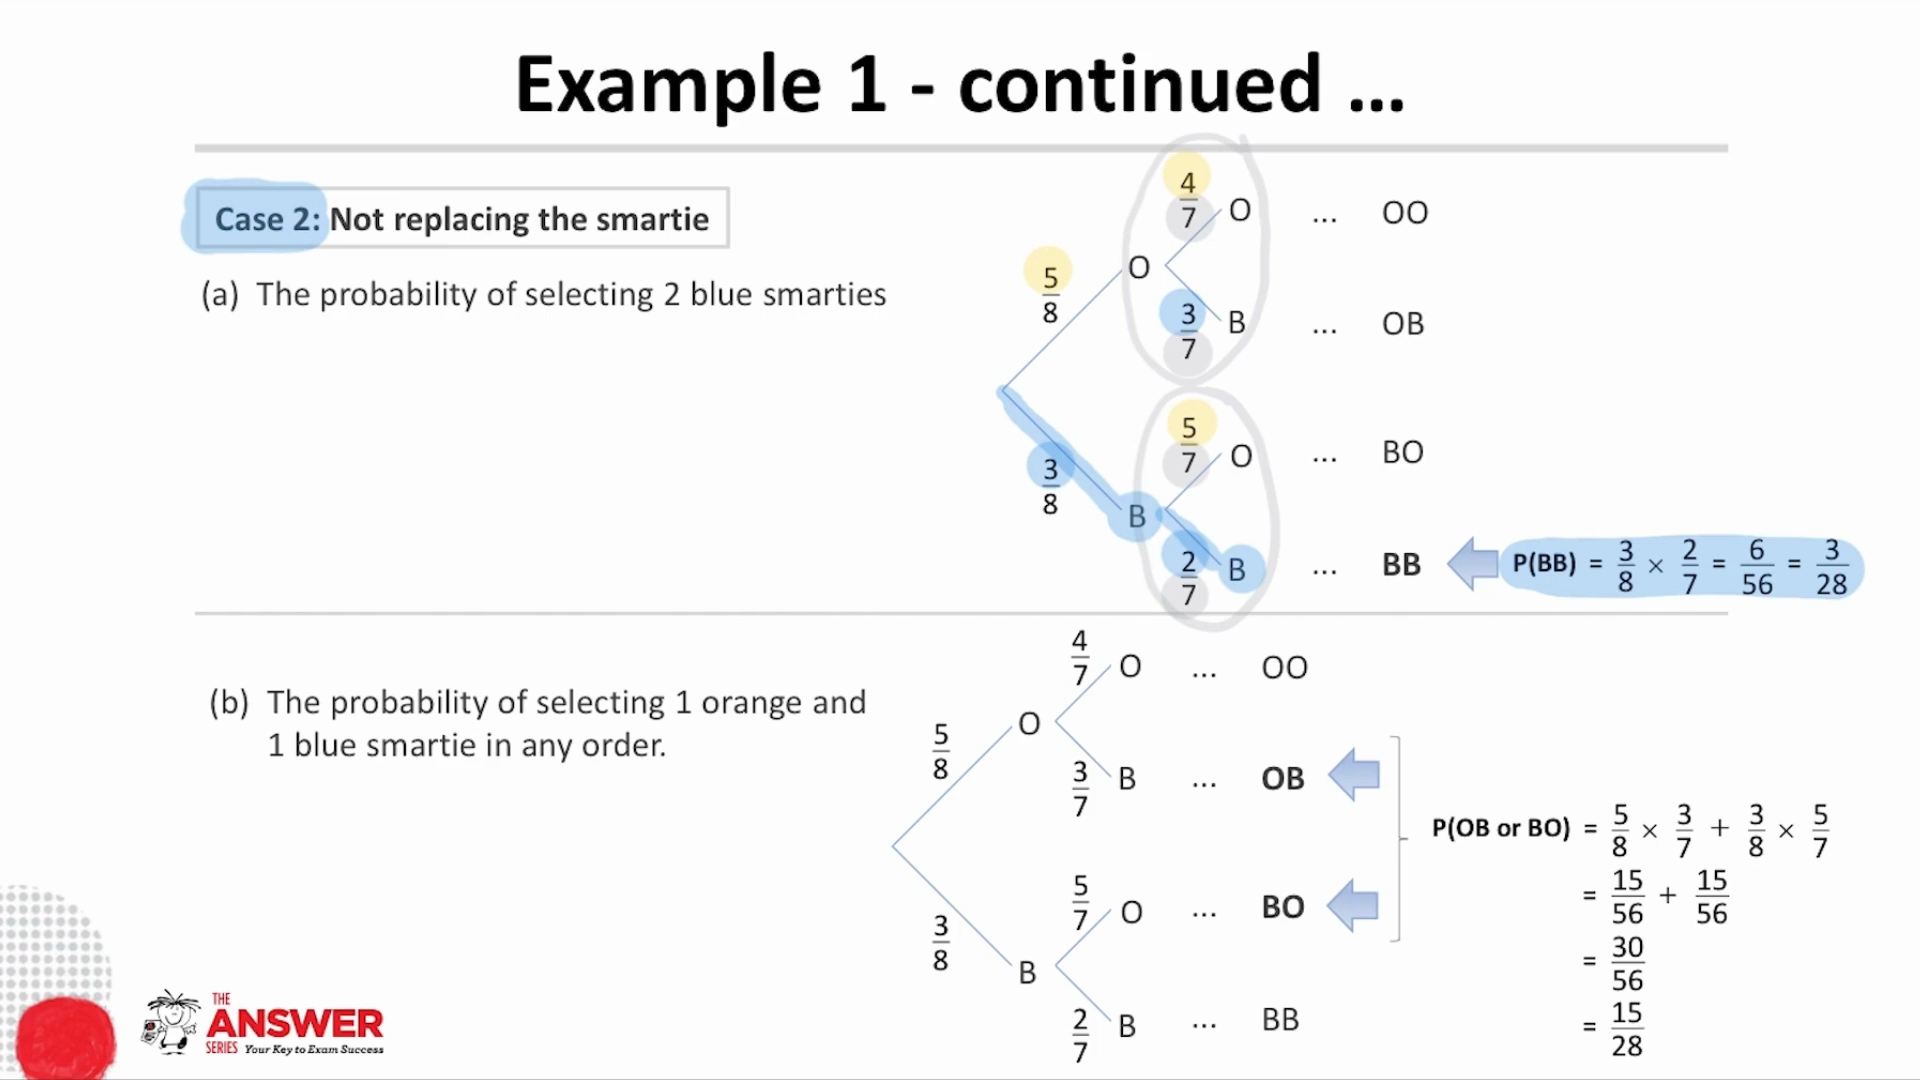 Example 1 - continued ...
Case 2: Not replacing the smartie
(a) The probability of selecting 2 blue smarties
5/8 O
4/7 O ... OO
3/7 B ... OB
3/8 B
5/7 O ... BO
2/7 B ... BB
P(BB) = 3/8 × 2/7 = 6/56 = 3/28
(b) The probability of selecting 1 orange and
1 blue smartie in any order.
5/8 O
4/7 O ... OO
3/7 B ... OB
3/8 B
5/7 O ... BO
2/7 B ... BB
P(OB or BO) = 5/8 × 3/7 + 3/8 × 5/7
= 15/56 + 15/56
= 30/56
= 15/28
THE
ANSWER
SERIES Your Key to Exam Success